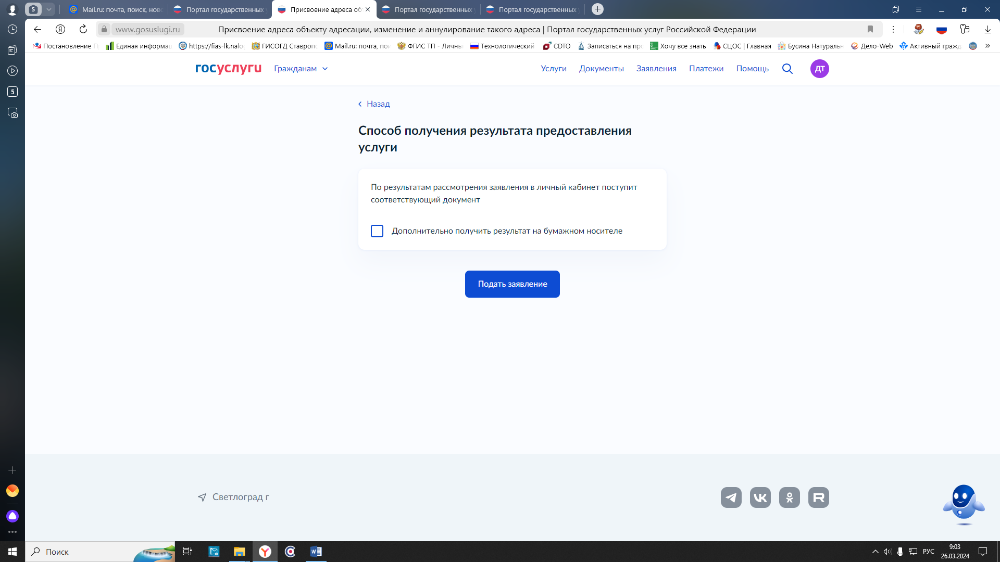 5
Mail.ru: почта, поиск, нов
Портал государственных
Присвоение адреса об
Портал государственных
Портал государственных
www.gosuslugi.ru
Присвоение адреса объекту адресации, изменение и аннулирование такого адреса | Портал государственных услуг Российской Федерации
Постановление П
Единая информац
https://fias-lk.nalo
ГИСОГД Ставропо
Mail.ru: почта, пои
ФГИС ТП - Личны
Технологический
CDTO
Записаться на пр
Хочу все знать
СЦОС | Главная
Бусина Натуральн
Дело-Web
Активный гражд
»
5
госуслуги
Гражданам
Услуги
Документы
Заявления
Платежи
Помощь
ДТ
Назад
Способ получения результата предоставления
услуги
По результатам рассмотрения заявления в личный кабинет поступит
соответствующий документ
Дополнительно получить результат на бумажном носителе
Подать заявление
Светлоград г
Поиск
РУС
9:03
26.03.2024